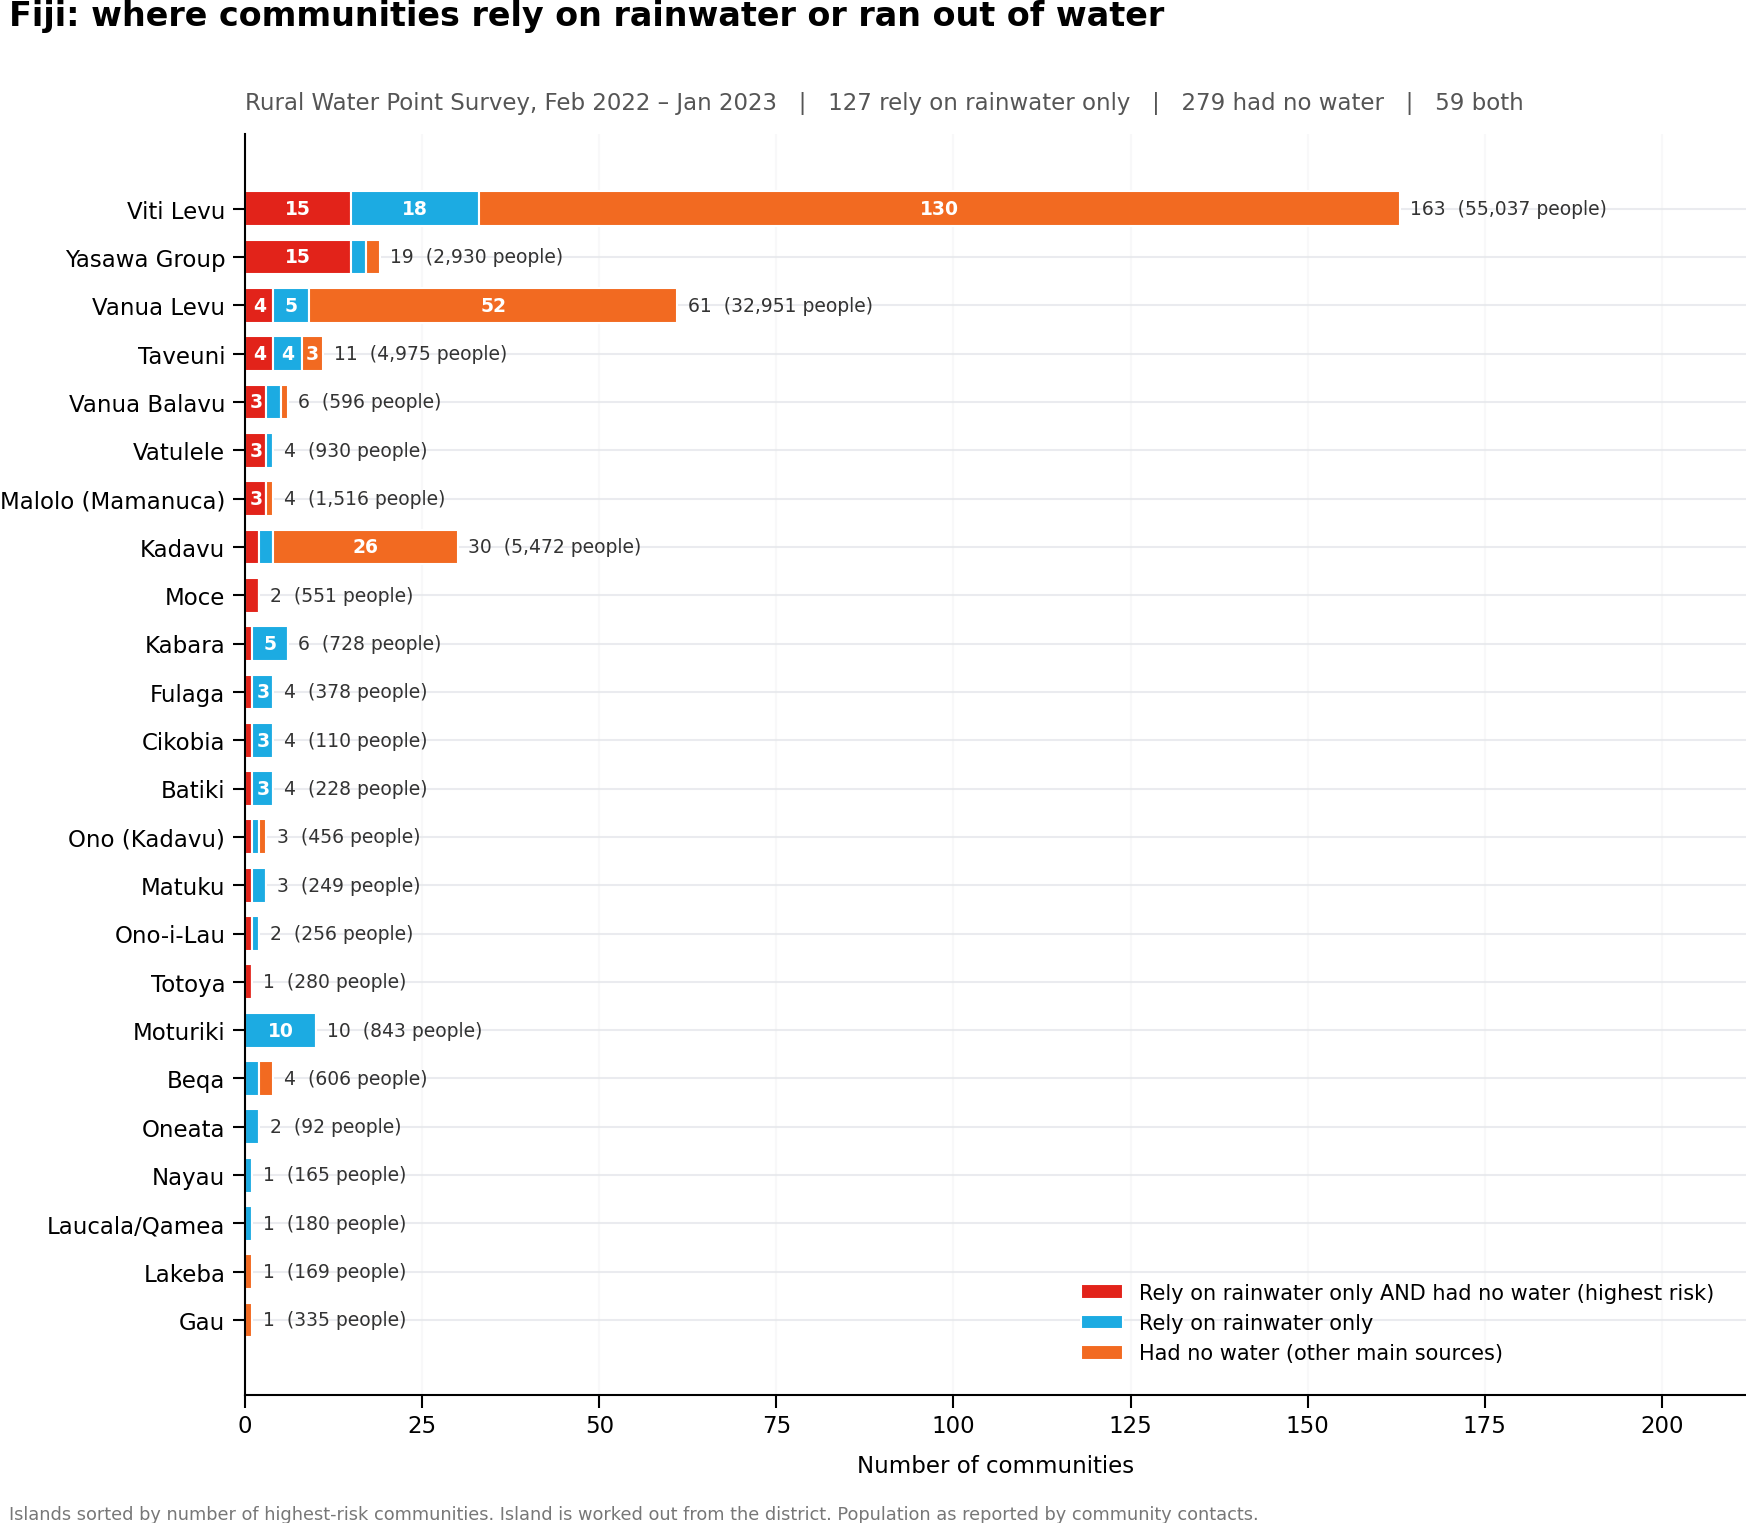 Fiji: where communities rely on rainwater or ran out of water
Rural Water Point Survey, Feb 2022 – Jan 2023 | 127 rely on rainwater only | 279 had no water | 59 both
Viti Levu 15 18 130 163 (55,037 people)
Yasawa Group 15 19 (2,930 people)
Vanua Levu 4 5 52 61 (32,951 people)
Taveuni 4 4 3 11 (4,975 people)
Vanua Balavu 3 6 (596 people)
Vatulele 3 4 (930 people)
Malolo (Mamanuca) 3 4 (1,516 people)
Kadavu 26 30 (5,472 people)
Moce 2 (551 people)
Kabara 5 6 (728 people)
Fulaga 3 4 (378 people)
Cikobia 3 4 (110 people)
Batiki 3 4 (228 people)
Ono (Kadavu) 3 (456 people)
Matuku 3 (249 people)
Ono-i-Lau 2 (256 people)
Totoya 1 (280 people)
Moturiki 10 10 (843 people)
Beqa 4 (606 people)
Oneata 2 (92 people)
Nayau 1 (165 people)
Laucala/Qamea 1 (180 people)
Lakeba 1 (169 people)
Gau 1 (335 people)
Rely on rainwater only AND had no water (highest risk)
Rely on rainwater only
Had no water (other main sources)
0 25 50 75 100 125 150 175 200
Number of communities
Islands sorted by number of highest-risk communities. Island is worked out from the district. Population as reported by community contacts.